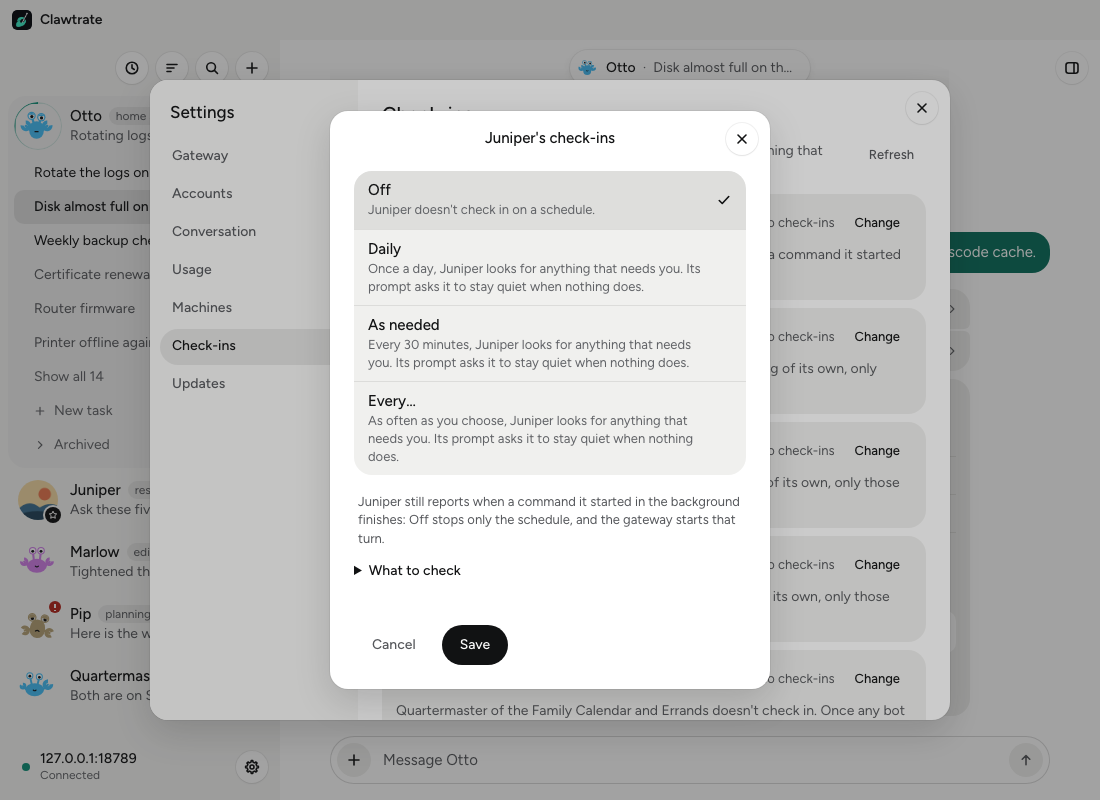 Clawtrate
Otto · Disk almost full on th...
Otto home
Rotating logs
Rotate the logs on
Disk almost full on
Weekly backup che
Certificate renewa
Router firmware
Printer offline again
Show all 14
+ New task
> Archived
Juniper res
Ask these fiv
Marlow edi
Tightened th
Pip planning
Here is the w
Quartermas
Both are on S
127.0.0.1:18789
Connected
Settings
Gateway
Accounts
Conversation
Usage
Machines
Check-ins
Updates
Check-ins
hing that
Refresh
o check-ins Change
a command it started
scode cache.
o check-ins Change
g of its own, only
o check-ins Change
of its own, only those
o check-ins Change
its own, only those
o check-ins Change
Quartermaster of the Family Calendar and Errands doesn't check in. Once any bot
Juniper's check-ins
Off
Juniper doesn't check in on a schedule.
Daily
Once a day, Juniper looks for anything that needs you. Its
prompt asks it to stay quiet when nothing does.
As needed
Every 30 minutes, Juniper looks for anything that needs
you. Its prompt asks it to stay quiet when nothing does.
Every...
As often as you choose, Juniper looks for anything that
needs you. Its prompt asks it to stay quiet when nothing
does.
Juniper still reports when a command it started in the background
finishes: Off stops only the schedule, and the gateway starts that
turn.
What to check
Cancel
Save
Message Otto